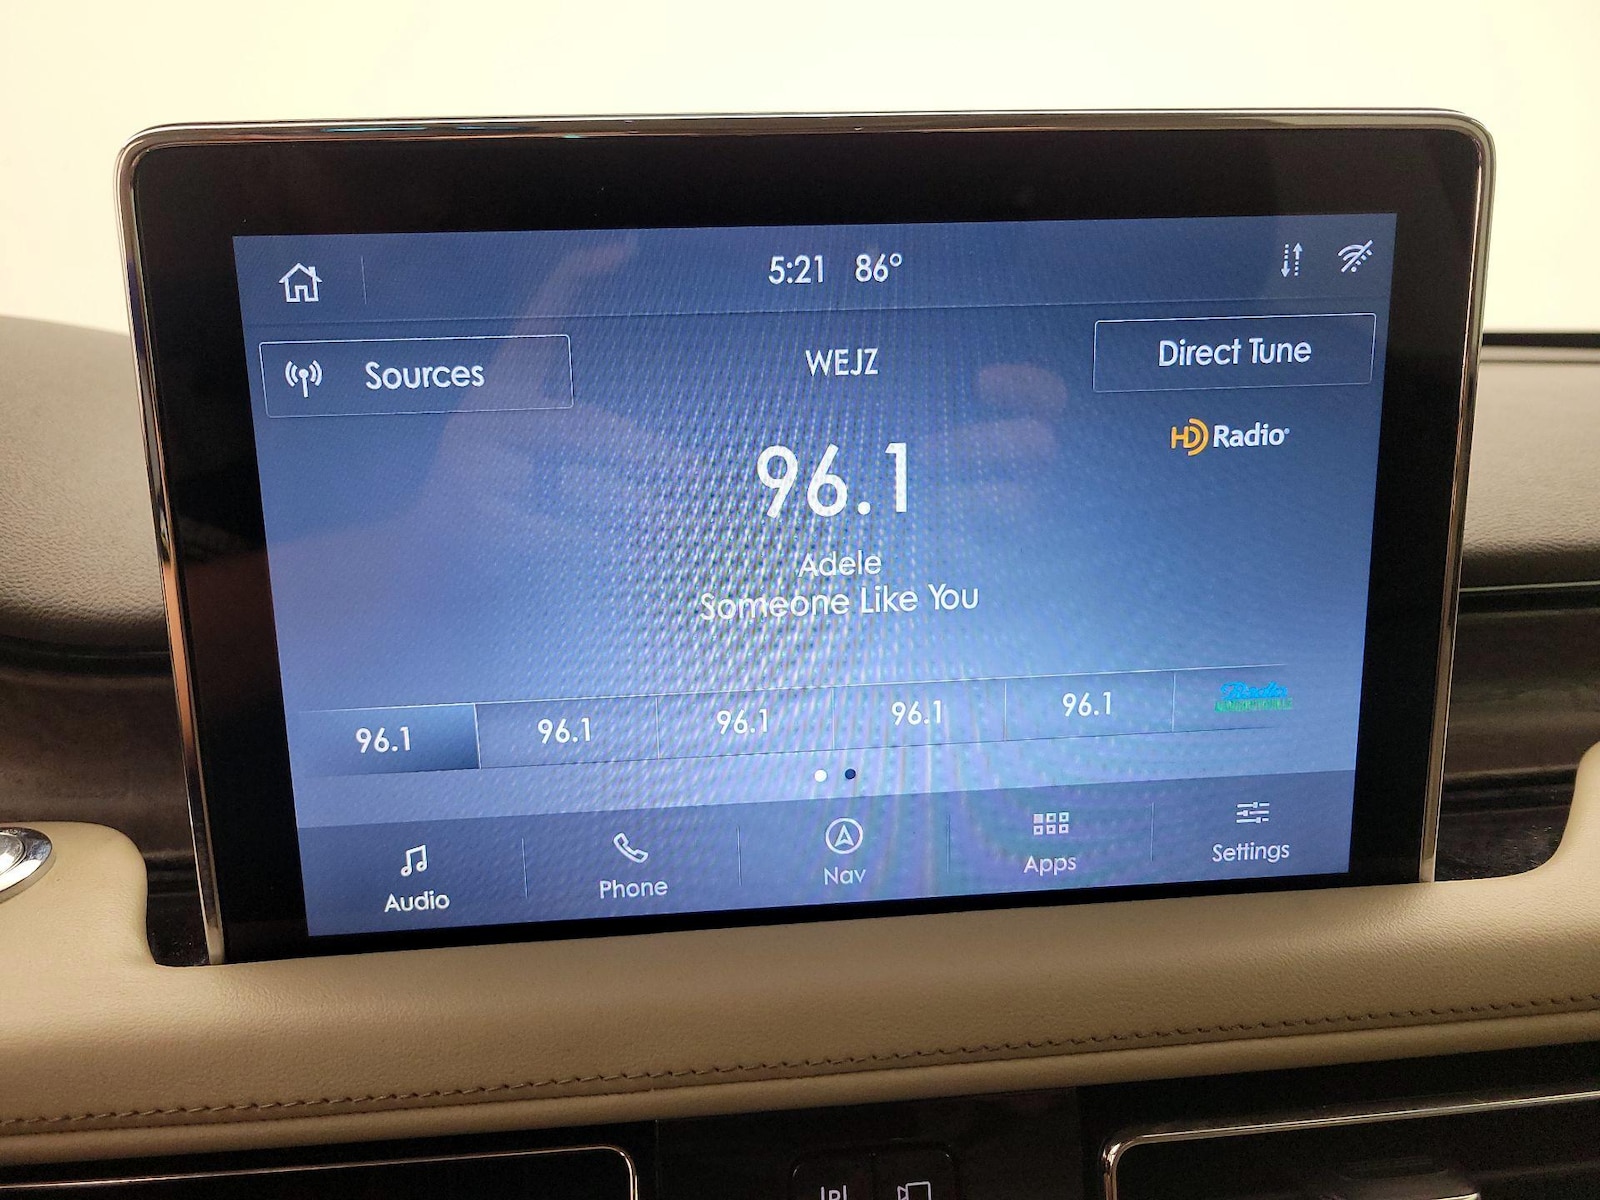 5:21 86°
Sources
WEJZ
Direct Tune
HD Radio
96.1
Adele
Someone Like You
96.1 96.1 96.1 96.1 96.1
Audio Phone Nav Apps Settings